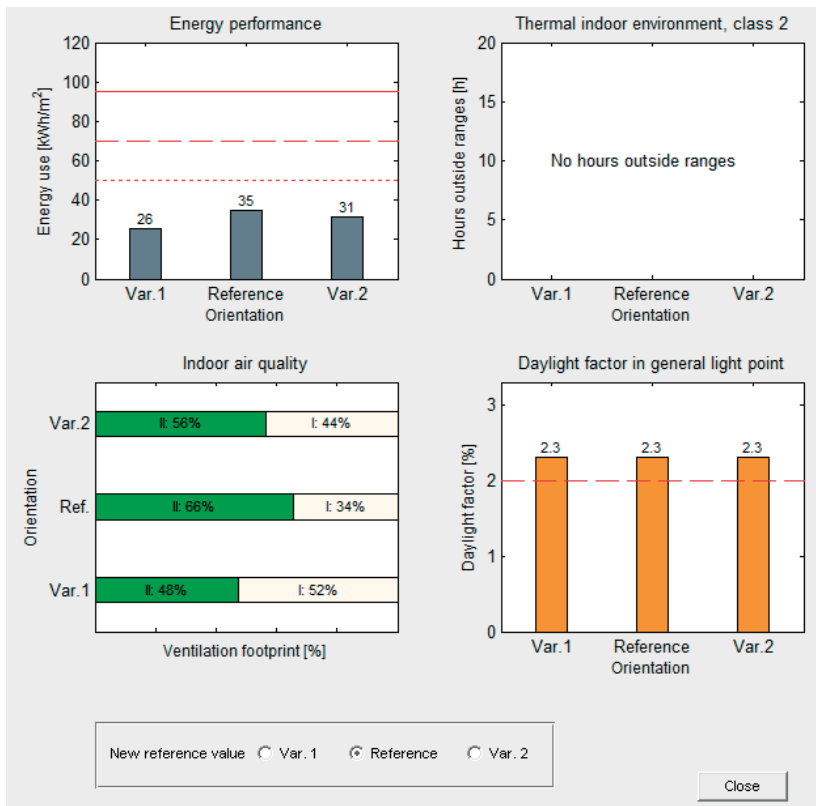 Energy performance
Energy use [kWh/m²]
120
100
80
60
40
20
0
26
35
31
Var.1 Reference Var.2
Orientation
Thermal indoor environment, class 2
Hours outside ranges [h]
20
15
10
5
0
No hours outside ranges
Var.1 Reference Var.2
Orientation
Indoor air quality
Orientation
Var.2
II: 56% I: 44%
Ref.
II: 66% I: 34%
Var.1
II: 48% I: 52%
Ventilation footprint [%]
Daylight factor in general light point
Daylight factor [%]
3
2
1
0
2.3 2.3 2.3
Var.1 Reference Var.2
Orientation
New reference value Var. 1 Reference Var. 2
Close